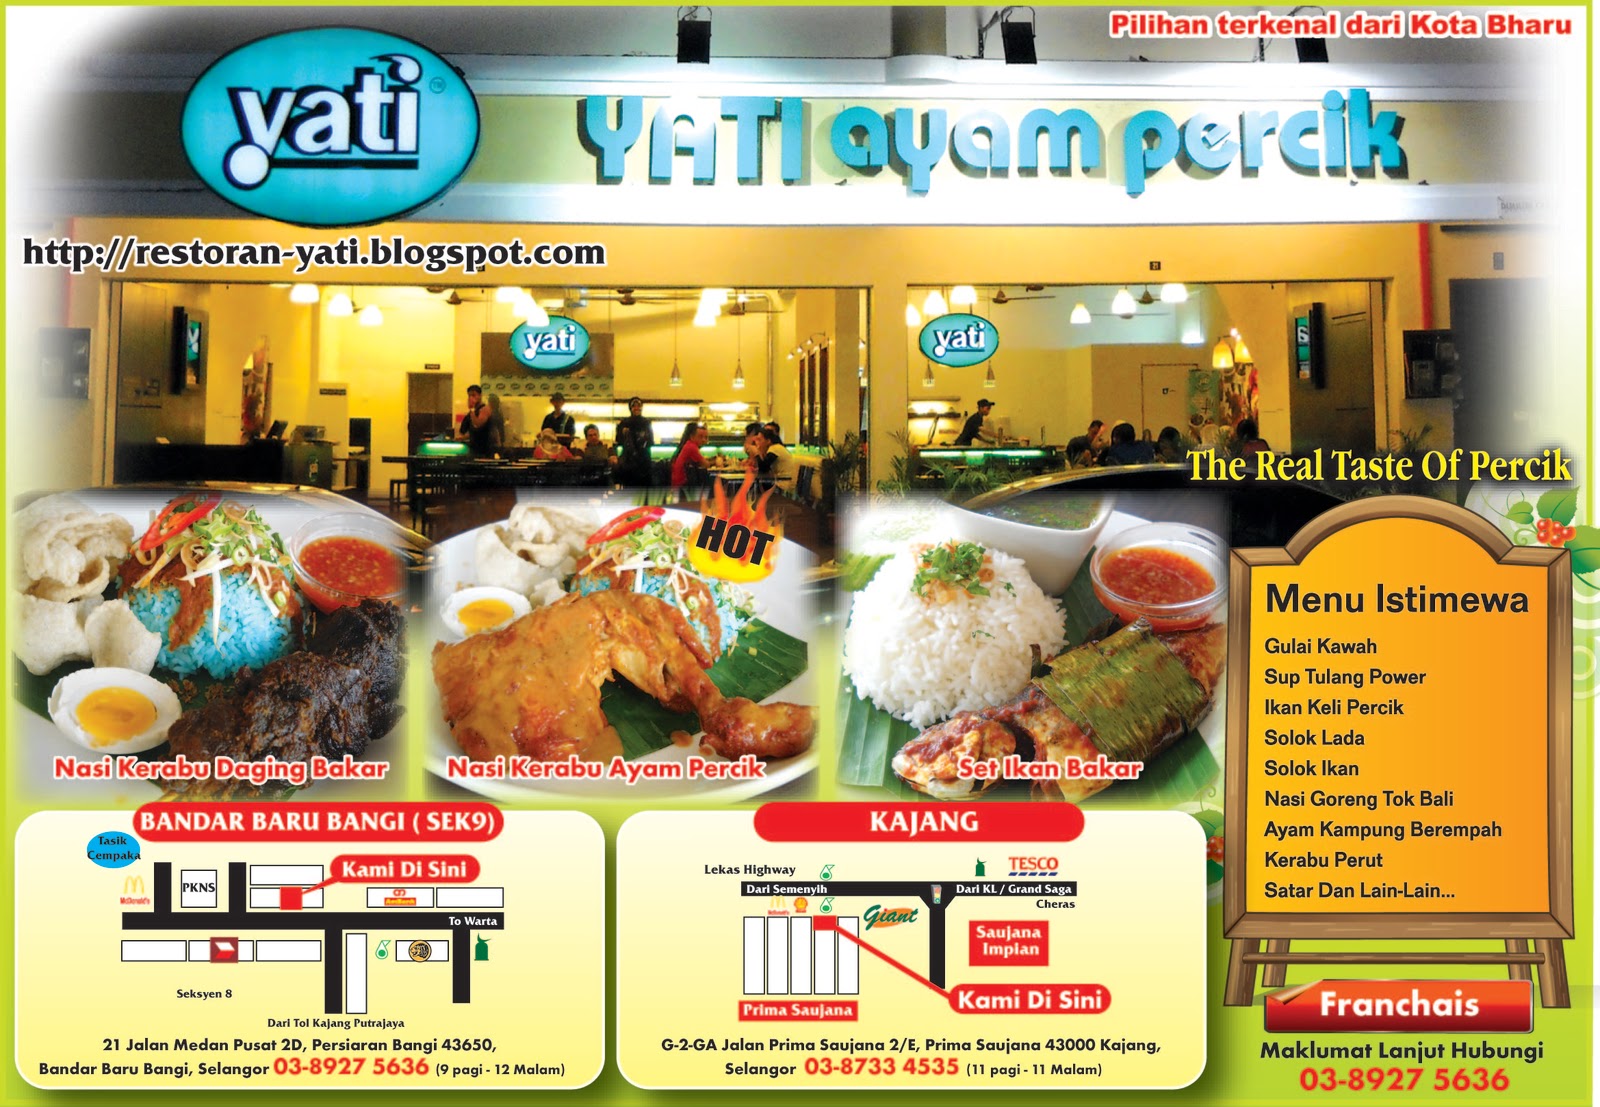 Pilihan terkenal dari Kota Bharu
yati
YATI ayam percik
http://restoran-yati.blogspot.com
yati
yati
The Real Taste Of Percik
HOT
Nasi Kerabu Daging Bakar
Nasi Kerabu Ayam Percik
Set Ikan Bakar
Menu Istimewa
Gulai Kawah
Sup Tulang Power
Ikan Keli Percik
Solok Lada
Solok Ikan
Nasi Goreng Tok Bali
Ayam Kampung Berempah
Kerabu Perut
Satar Dan Lain-Lain...
BANDAR BARU BANGI ( SEK9)
Tasik
Cempaka
Kami Di Sini
McDonald's
PKNS
AmBank
To Warta
Seksyen 8
Dari Tol Kajang Putrajaya
21 Jalan Medan Pusat 2D, Persiaran Bangi 43650,
Bandar Baru Bangi, Selangor 03-8927 5636 (9 pagi - 12 Malam)
KAJANG
Lekas Highway
TESCO
Dari Semenyih
Dari KL / Grand Saga
Cheras
McDonald's
Giant
Saujana
Impian
Kami Di Sini
Prima Saujana
G-2-GA Jalan Prima Saujana 2/E, Prima Saujana 43000 Kajang,
Selangor 03-8733 4535 (11 pagi - 11 Malam)
Franchais
Maklumat Lanjut Hubungi
03-8927 5636